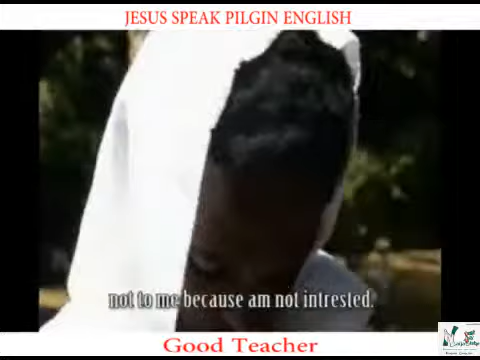 JESUS SPEAK PILGIN ENGLISH
not to me because am not intrested.
Good Teacher